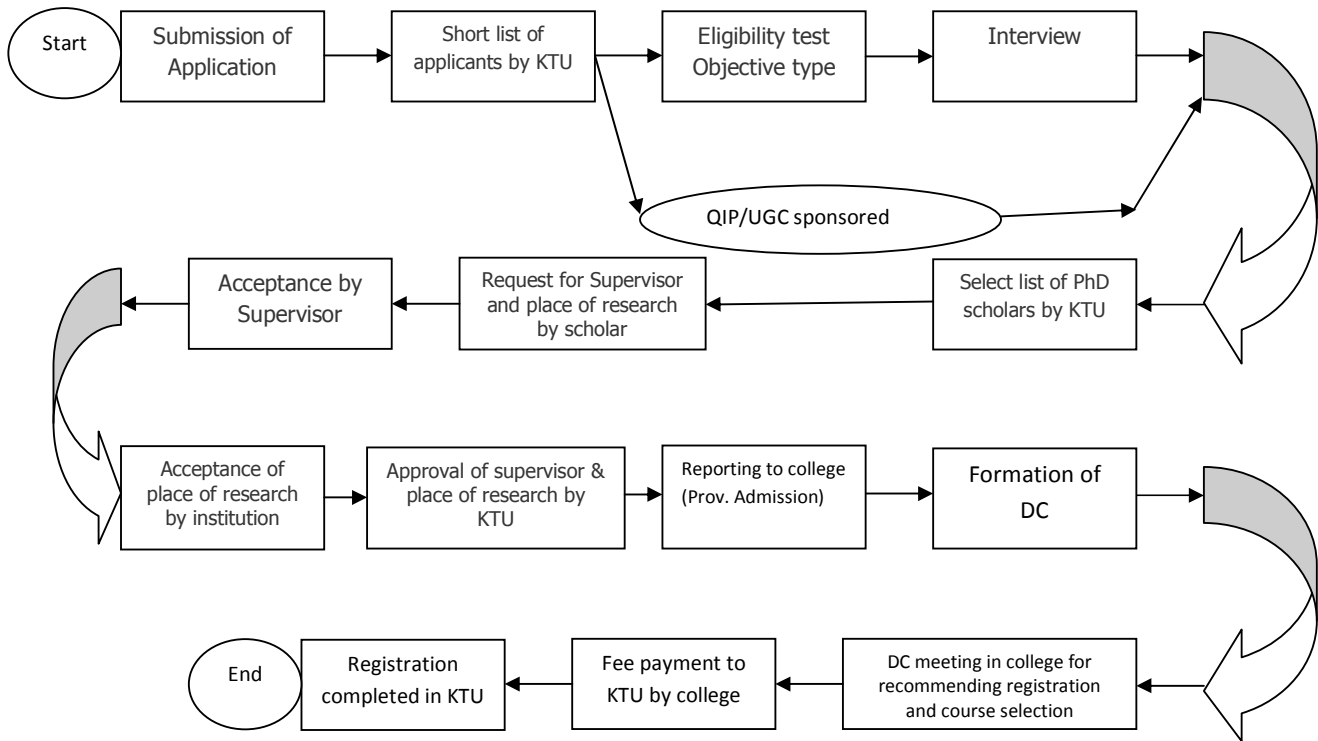 Start
Submission of
Application
Short list of
applicants by KTU
Eligibility test
Objective type
Interview
QIP/UGC sponsored
Select list of PhD
scholars by KTU
Request for Supervisor
and place of research
by scholar
Acceptance by
Supervisor
Acceptance of
place of research
by institution
Approval of supervisor &
place of research by
KTU
Reporting to college
(Prov. Admission)
Formation of
DC
DC meeting in college for
recommending registration
and course selection
Fee payment to
KTU by college
Registration
completed in KTU
End